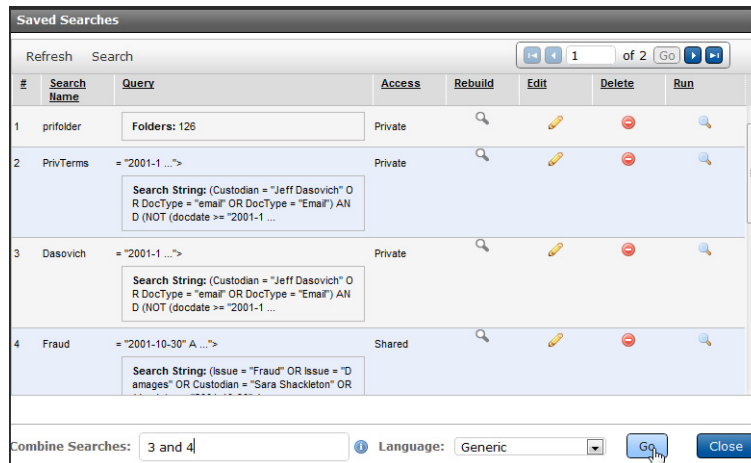 Saved Searches
Refresh Search 1 of 2 Go
# Search Name Query Access Rebuild Edit Delete Run
1 prifolder Folders: 126 Private
2 PrivTerms = "2001-1 ..."> Private
Search String: (Custodian = "Jeff Dasovich" O
R DocType = "email" OR DocType = "Email") AN
D (NOT (docdate >= "2001-1 ...
3 Dasovich = "2001-1 ..."> Private
Search String: (Custodian = "Jeff Dasovich" O
R DocType = "email" OR DocType = "Email") AN
D (NOT (docdate >= "2001-1 ...
4 Fraud = "2001-10-30" A ..."> Shared
Search String: (Issue = "Fraud" OR Issue = "D
amages" OR Custodian = "Sara Shackleton" OR
Combine Searches: 3 and 4 Language: Generic Go Close